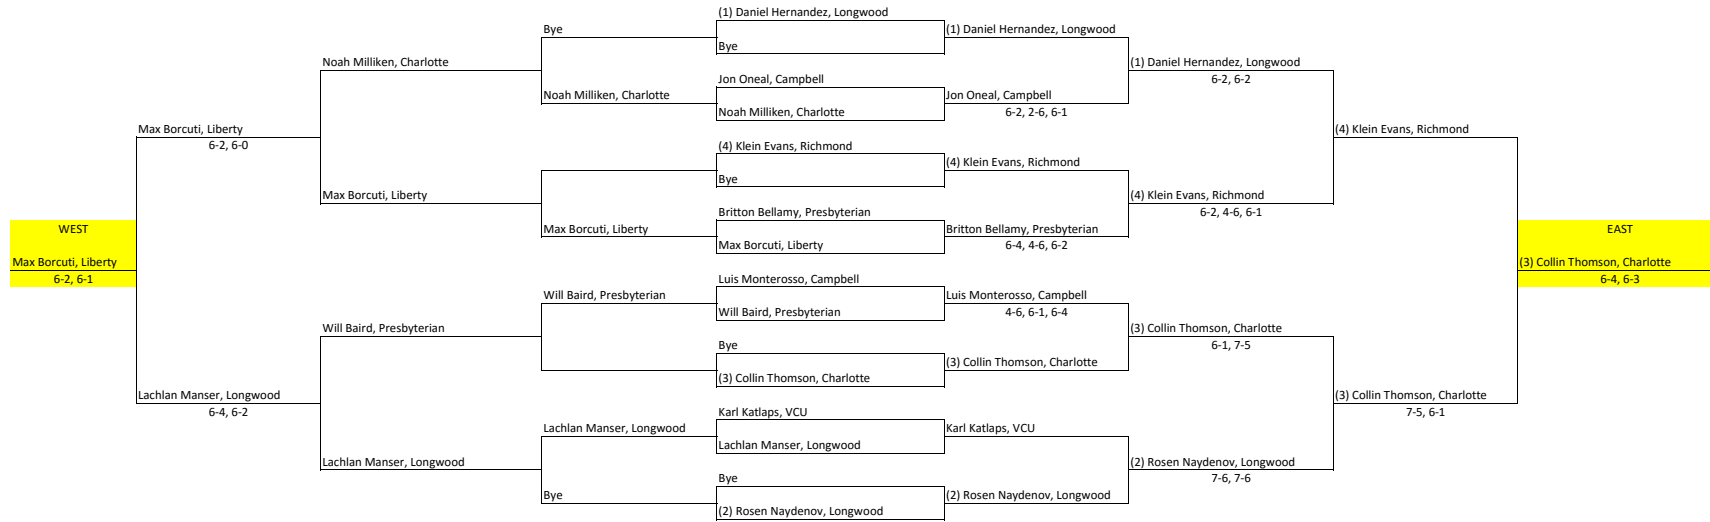 (1) Daniel Hernandez, Longwood
Bye
(1) Daniel Hernandez, Longwood
Bye
Noah Milliken, Charlotte
(1) Daniel Hernandez, Longwood
Jon Oneal, Campbell
6-2, 6-2
Noah Milliken, Charlotte
Jon Oneal, Campbell
Noah Milliken, Charlotte
6-2, 2-6, 6-1
Max Borcuti, Liberty
(4) Klein Evans, Richmond
6-2, 6-0
(4) Klein Evans, Richmond
(4) Klein Evans, Richmond
Bye
Max Borcuti, Liberty
(4) Klein Evans, Richmond
Britton Bellamy, Presbyterian
6-2, 4-6, 6-1
WEST
Max Borcuti, Liberty
Britton Bellamy, Presbyterian
EAST
Max Borcuti, Liberty
6-4, 4-6, 6-2
Max Borcuti, Liberty
(3) Collin Thomson, Charlotte
6-2, 6-1
Luis Monterosso, Campbell
6-4, 6-3
Will Baird, Presbyterian
Luis Monterosso, Campbell
Will Baird, Presbyterian
4-6, 6-1, 6-4
Will Baird, Presbyterian
(3) Collin Thomson, Charlotte
Bye
6-1, 7-5
(3) Collin Thomson, Charlotte
(3) Collin Thomson, Charlotte
Lachlan Manser, Longwood
(3) Collin Thomson, Charlotte
6-4, 6-2
Karl Katlaps, VCU
7-5, 6-1
Lachlan Manser, Longwood
Karl Katlaps, VCU
Lachlan Manser, Longwood
Lachlan Manser, Longwood
(2) Rosen Naydenov, Longwood
Bye
7-6, 7-6
Bye
(2) Rosen Naydenov, Longwood
(2) Rosen Naydenov, Longwood